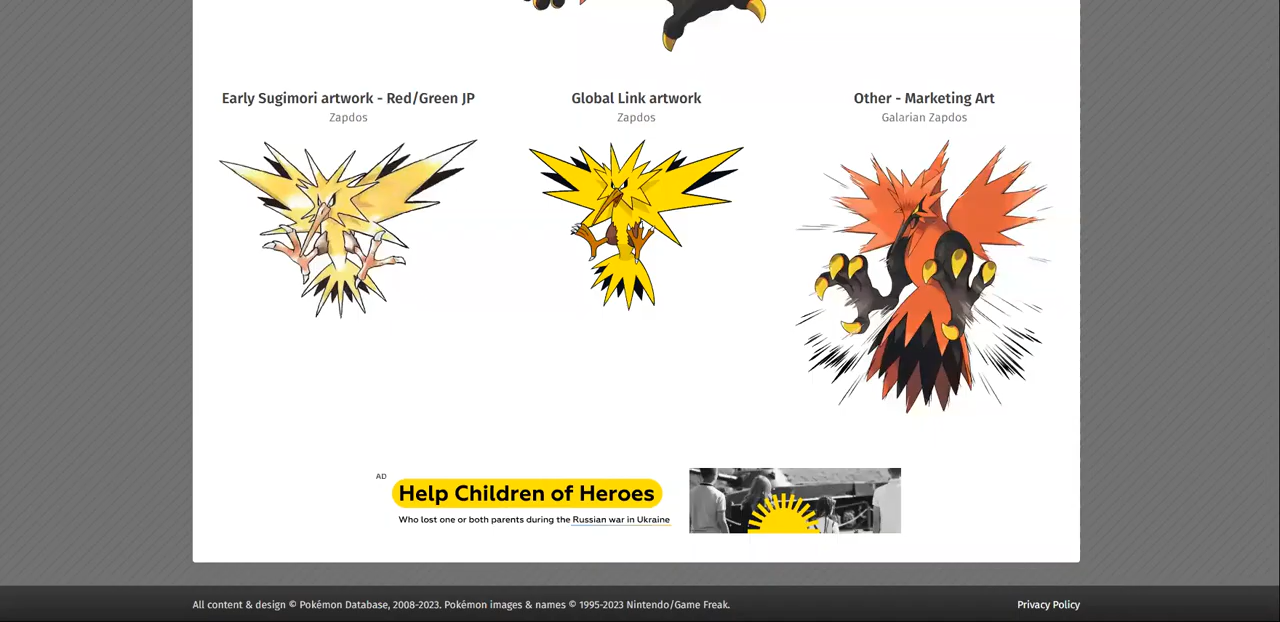 Early Sugimori artwork - Red/Green JP
Zapdos
Global Link artwork
Zapdos
Other - Marketing Art
Galarian Zapdos
AD
Help Children of Heroes
Who lost one or both parents during the Russian war in Ukraine
All content & design © Pokémon Database, 2008-2023. Pokémon images & names © 1995-2023 Nintendo/Game Freak.
Privacy Policy